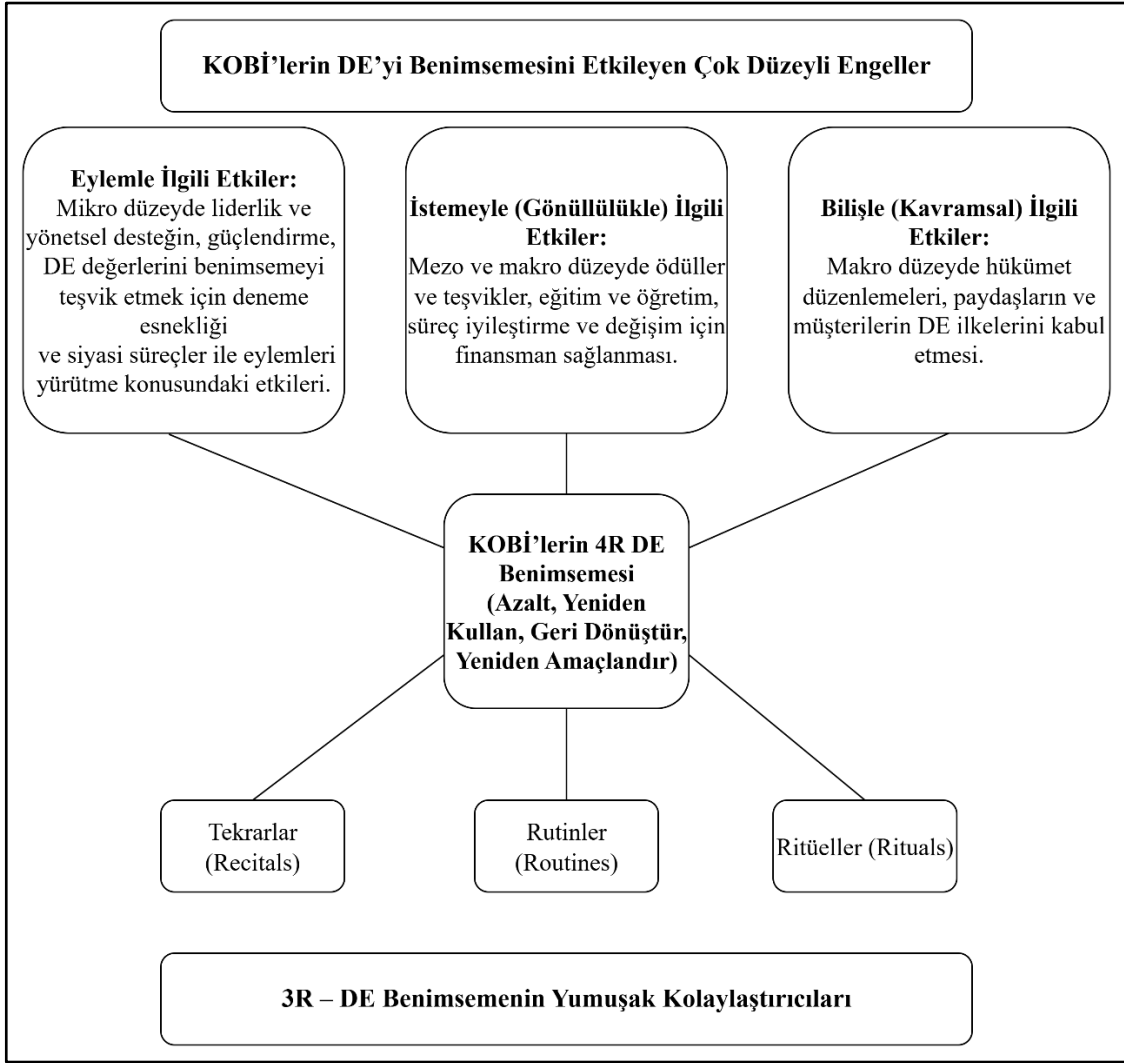 KOBİ’lerin DE’yi Benimsemesini Etkileyen Çok Düzeyli Engeller
Eylemle İlgili Etkiler:
Mikro düzeyde liderlik ve
yönetsel desteğin, güçlendirme,
DE değerlerini benimsemeyi
teşvik etmek için deneme
esnekliği
ve siyasi süreçler ile eylemleri
yürütme konusundaki etkileri.
İstemeyle (Gönüllülükle) İlgili
Etkiler:
Mezo ve makro düzeyde ödüller
ve teşvikler, eğitim ve öğretim,
süreç iyileştirme ve değişim için
finansman sağlanması.
Bilişle (Kavramsal) İlgili
Etkiler:
Makro düzeyde hükümet
düzenlemeleri, paydaşların ve
müşterilerin DE ilkelerini kabul
etmesi.
KOBİ’lerin 4R DE
Benimsemesi
(Azalt, Yeniden
Kullan, Geri Dönüştür,
Yeniden Amaçlandır)
Tekrarlar
(Recitals)
Rutinler
(Routines)
Ritüeller (Rituals)
3R – DE Benimsemenin Yumuşak Kolaylaştırıcıları